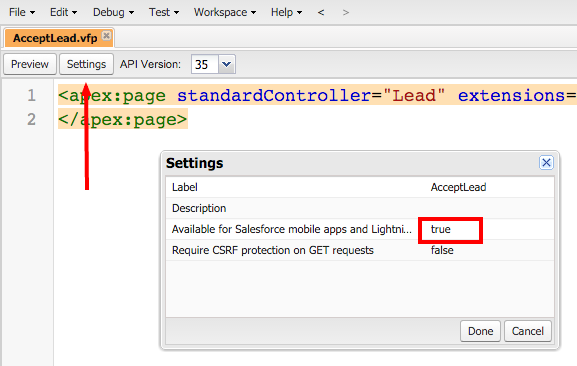 File Edit Debug Test Workspace Help < >
AcceptLead.vfp
Preview Settings API Version: 35
1 <apex:page standardController="Lead" extensions=
2 </apex:page>
Settings
Label AcceptLead
Description
Available for Salesforce mobile apps and Lightni... true
Require CSRF protection on GET requests false
Done Cancel